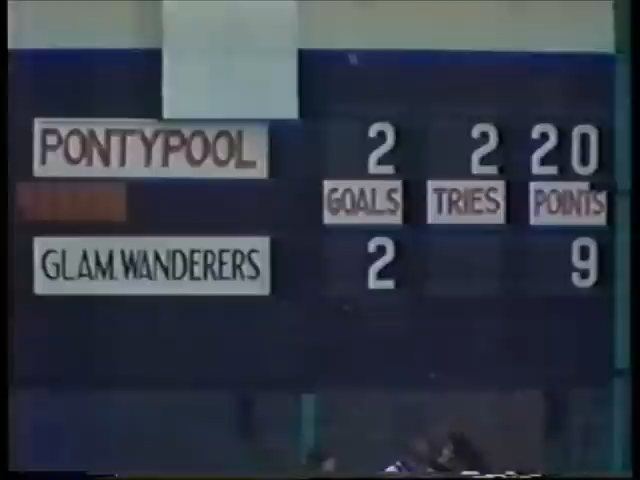 PONTYPOOL 2 2 20
GOALS TRIES POINTS
GLAM. WANDERERS 2 9